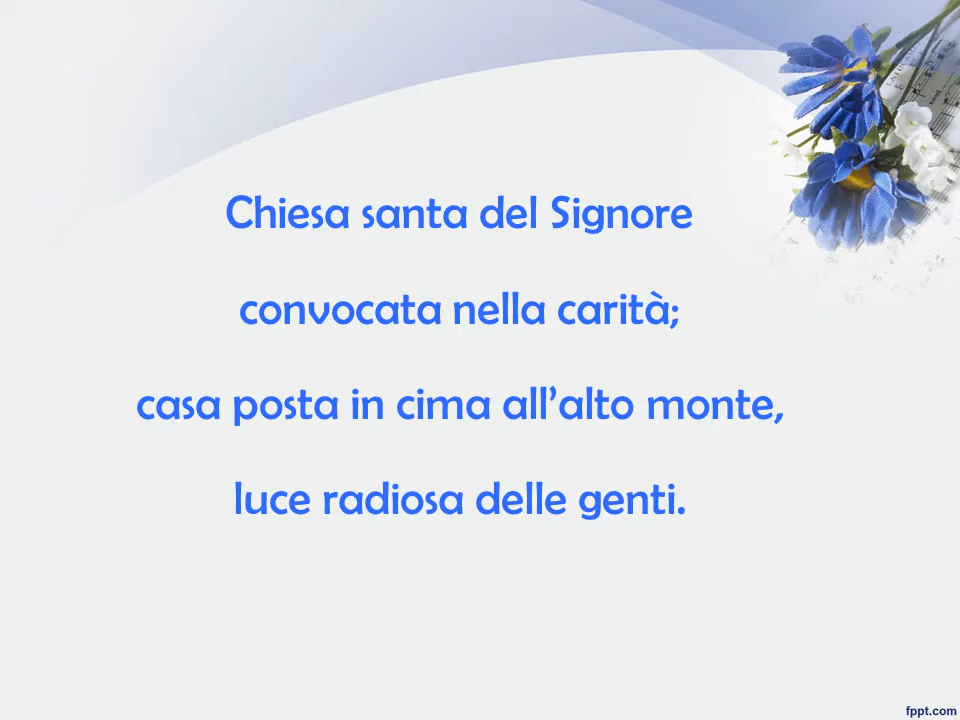 Chiesa santa del Signore
convocata nella carità;
casa posta in cima all’alto monte,
luce radiosa delle genti.
fppt.com